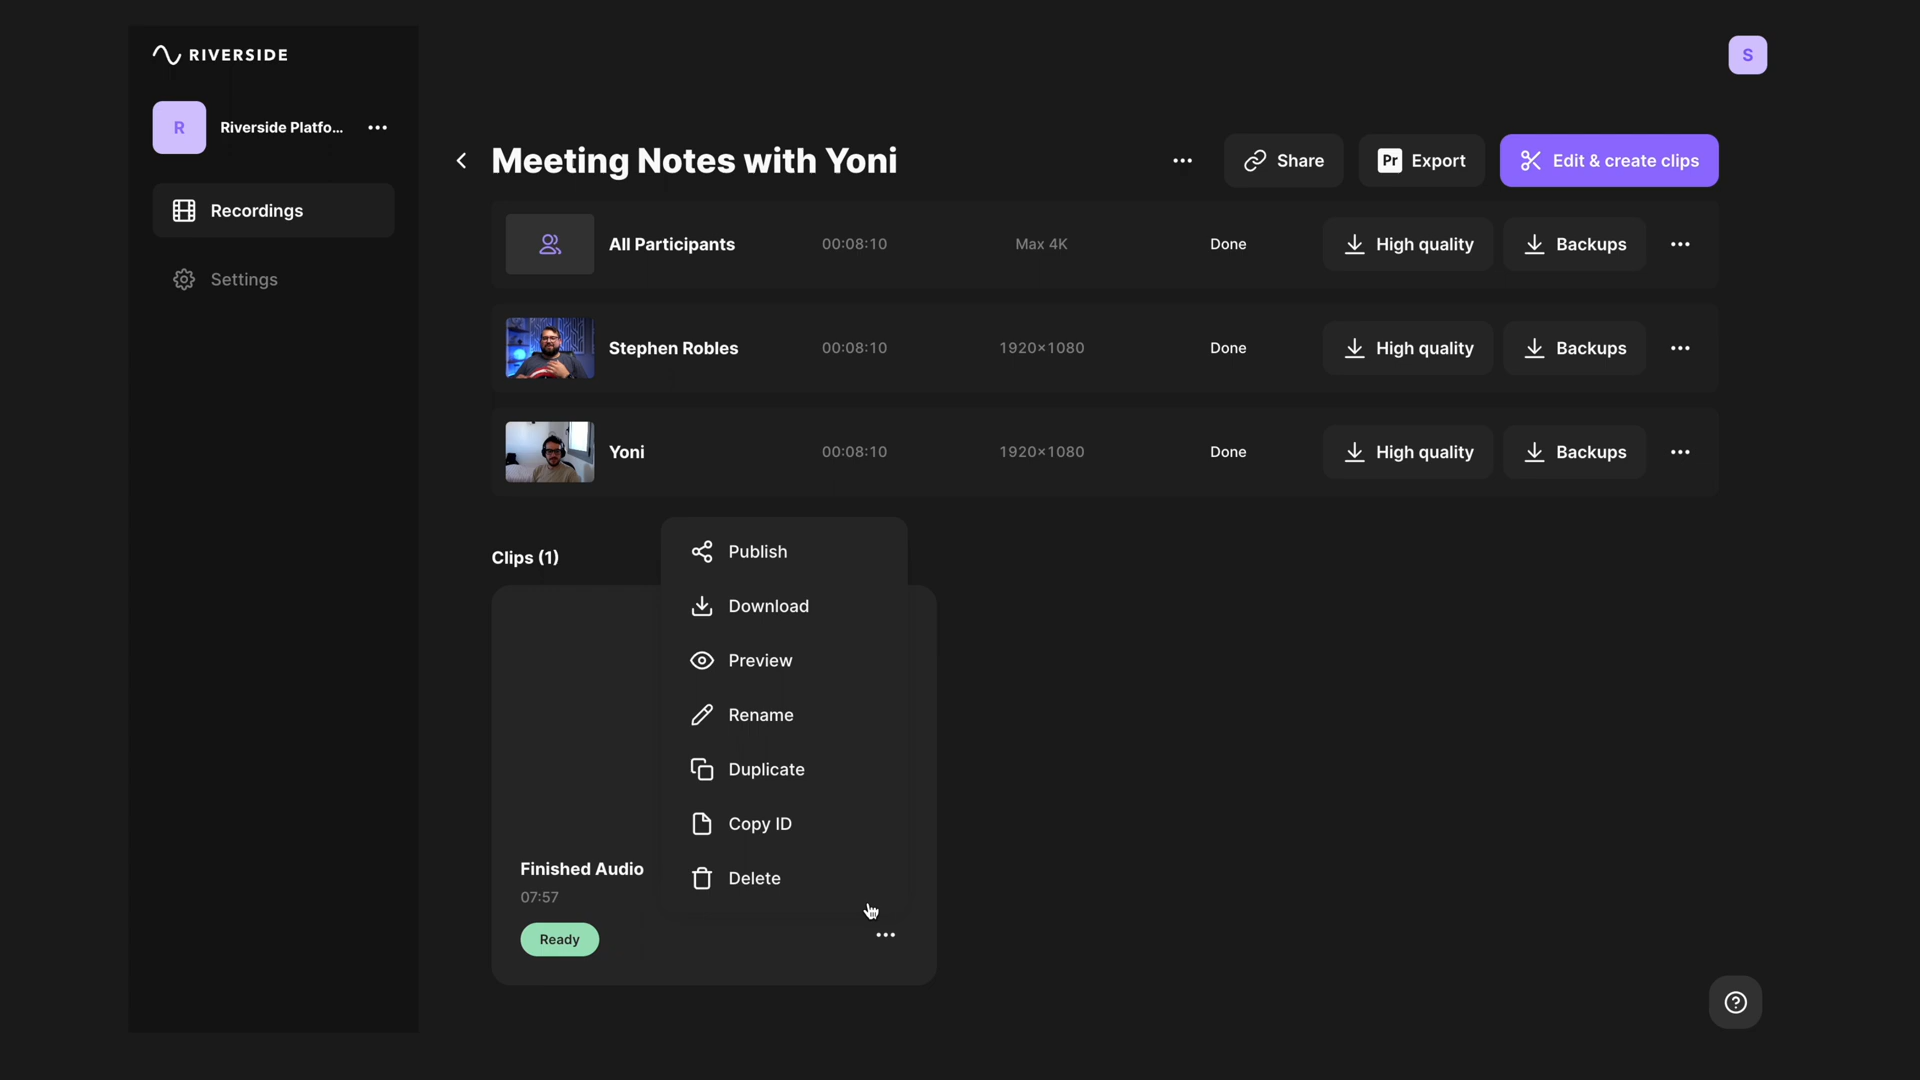 RIVERSIDE
S
R
Riverside Platfo...
Recordings
Settings
Meeting Notes with Yoni
Share
Pr Export
Edit & create clips
All Participants 00:08:10 Max 4K Done High quality Backups
Stephen Robles 00:08:10 1920×1080 Done High quality Backups
Yoni 00:08:10 1920×1080 Done High quality Backups
Clips (1)
Publish
Download
Preview
Rename
Duplicate
Copy ID
Delete
Finished Audio
07:57
Ready